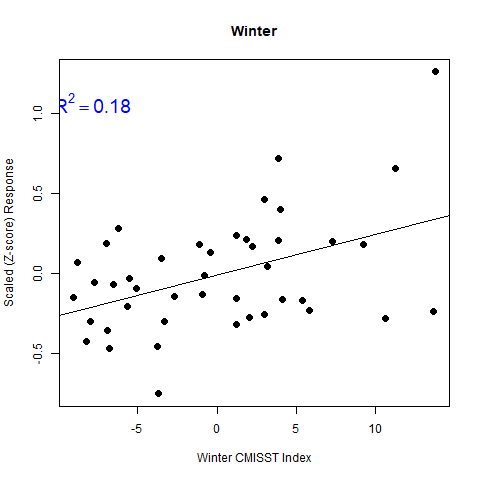 Winter
R² = 0.18
Scaled (Z-score) Response
1.0
0.5
0.0
-0.5
-5 0 5 10
Winter CMISST Index